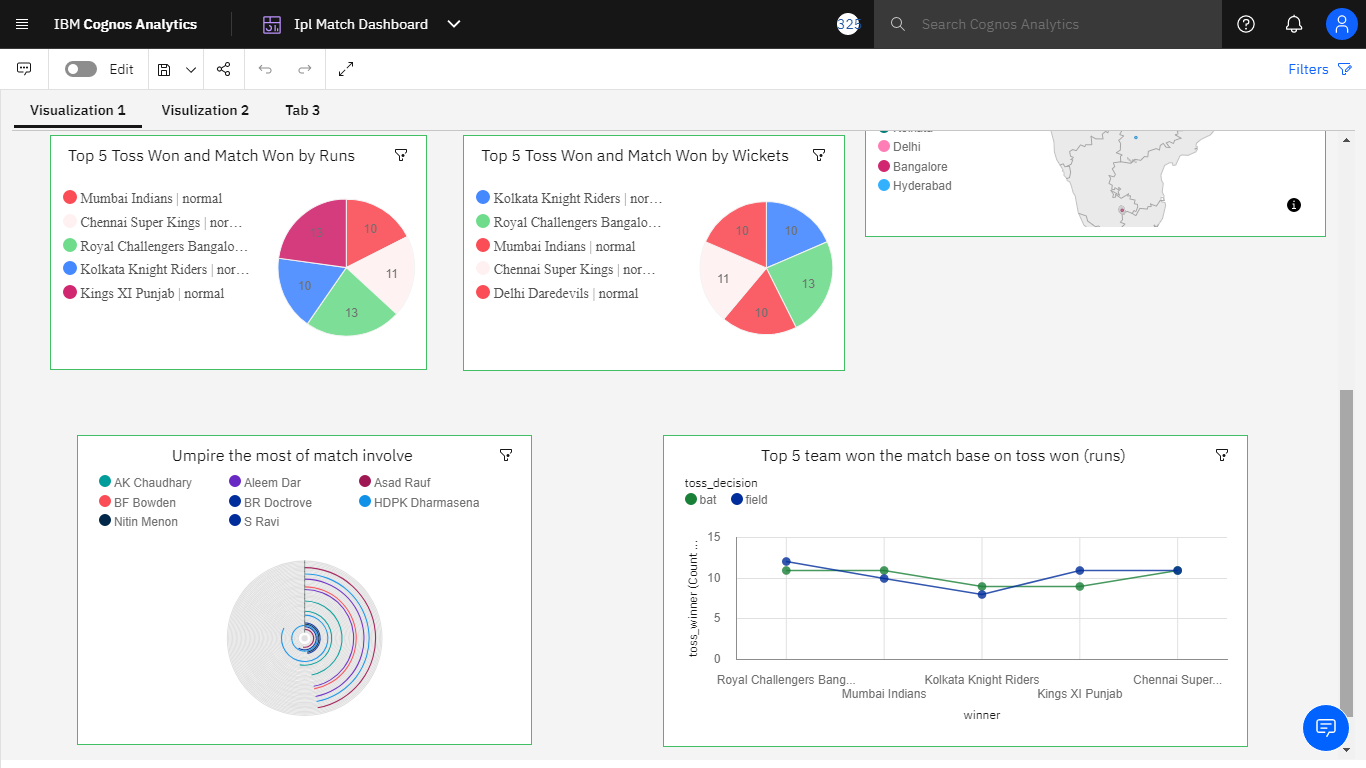 IBM Cognos Analytics
Ipl Match Dashboard
325
Search Cognos Analytics
Edit
Filters
Visualization 1
Visulization 2
Tab 3
Top 5 Toss Won and Match Won by Runs
Mumbai Indians | normal
Chennai Super Kings | nor...
Royal Challengers Bangalo...
Kolkata Knight Riders | nor...
Kings XI Punjab | normal
10
11
13
10
Top 5 Toss Won and Match Won by Wickets
Kolkata Knight Riders | nor...
Royal Challengers Bangalo...
Mumbai Indians | normal
Chennai Super Kings | nor...
Delhi Daredevils | normal
10
10
11
13
10
Kolkata
Delhi
Bangalore
Hyderabad
Umpire the most of match involve
AK Chaudhary
Aleem Dar
Asad Rauf
BF Bowden
BR Doctrove
HDPK Dharmasena
Nitin Menon
S Ravi
Top 5 team won the match base on toss won (runs)
toss_decision
bat
field
toss_winner (Count ...
15
10
5
0
Royal Challengers Bang...
Mumbai Indians
Kolkata Knight Riders
Kings XI Punjab
Chennai Super...
winner